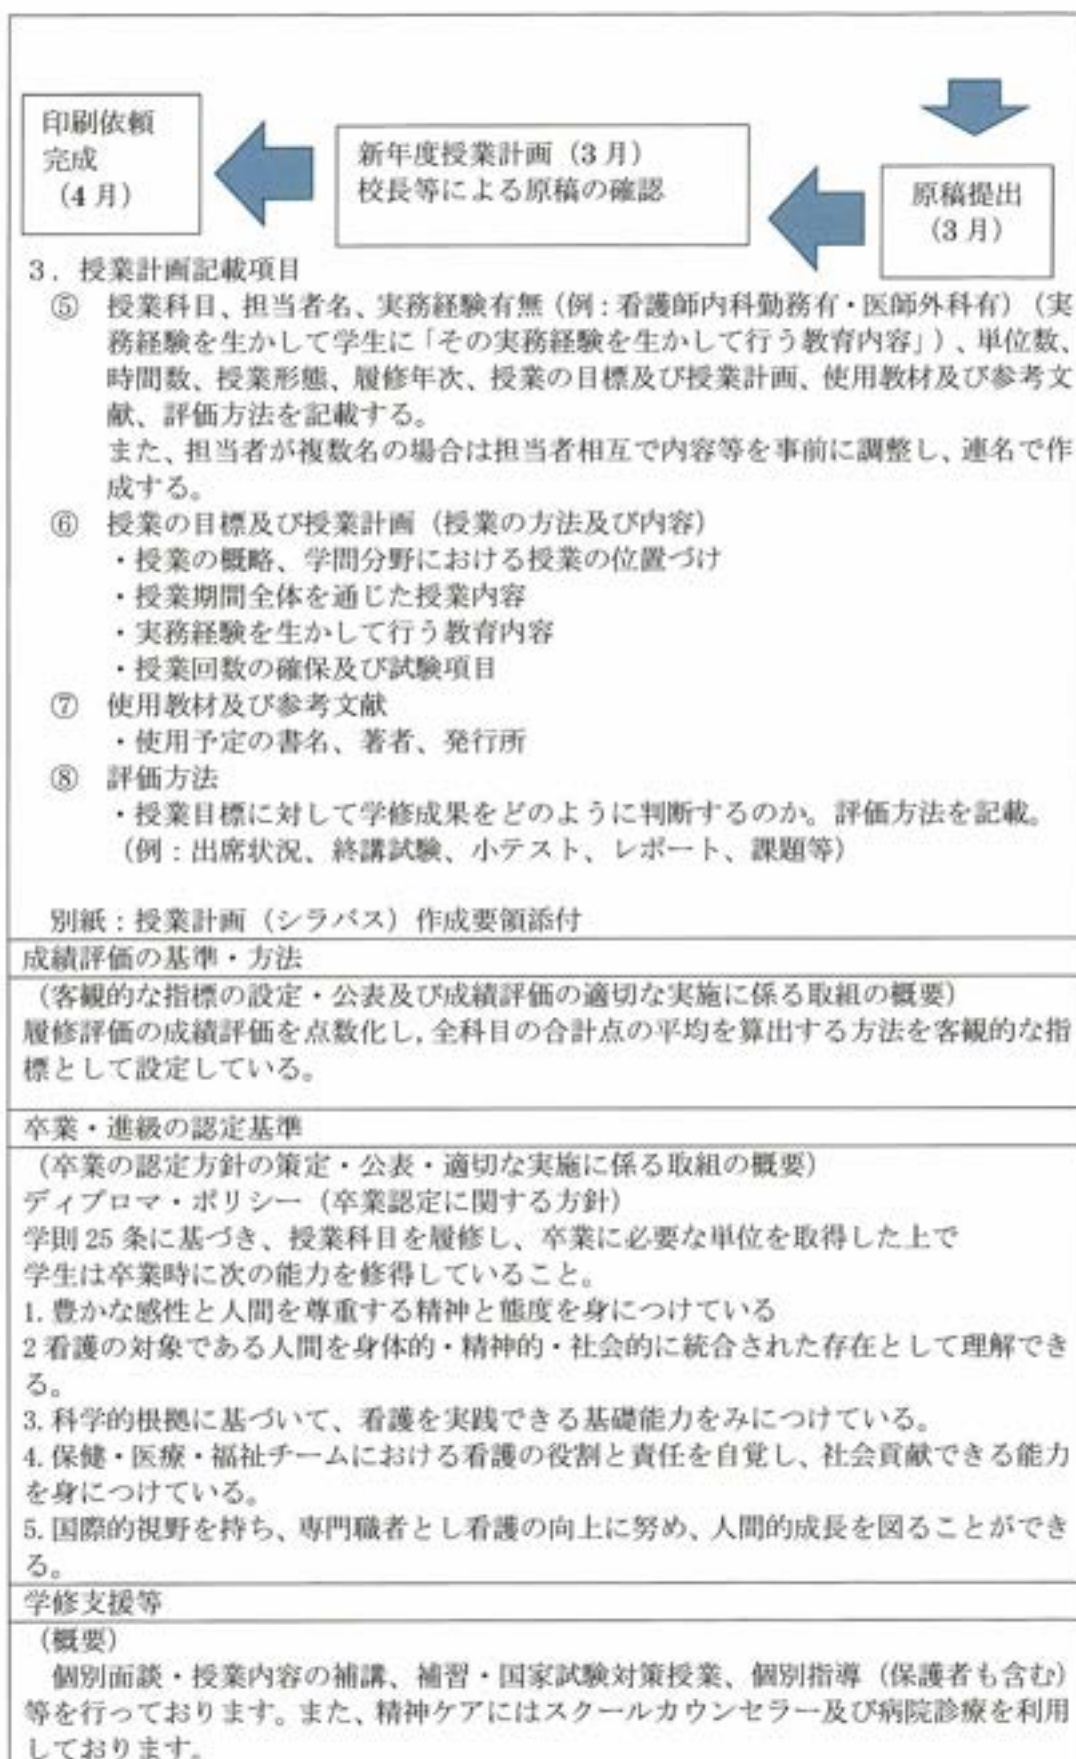 印刷依頼
完成
(4 月)
新年度授業計画(3 月)
校長等による原稿の確認
原稿提出
(3 月)
3．授業計画記載項目
⑤ 授業科目、担当者名、実務経験有無（例：看護師内科勤務有・医師外科有）（実
務経験を生かして学生に「その実務経験を生かして行う教育内容」）、単位数、
時間数、授業形態、履修年次、授業の目標及び授業計画、使用教材及び参考文
献、評価方法を記載する。
また、担当者が複数名の場合は担当者相互で内容等を事前に調整し、連名で作
成する。
⑥ 授業の目標及び授業計画（授業の方法及び内容）
・授業の概略、学問分野における授業の位置づけ
・授業期間全体を通じた授業内容
・実務経験を生かして行う教育内容
・授業回数の確保及び試験項目
⑦ 使用教材及び参考文献
・使用予定の書名、著者、発行所
⑧ 評価方法
・授業目標に対して学修成果をどのように判断するのか。評価方法を記載。
（例：出席状況、終講試験、小テスト、レポート、課題等）
別紙：授業計画（シラバス）作成要領添付
成績評価の基準・方法
（客観的な指標の設定・公表及び成績評価の適切な実施に係る取組の概要）
履修評価の成績評価を点数化し,全科目の合計点の平均を算出する方法を客観的な指
標として設定している。
卒業・進級の認定基準
（卒業の認定方針の策定・公表・適切な実施に係る取組の概要）
ディプロマ・ポリシー（卒業認定に関する方針）
学則 25 条に基づき、授業科目を履修し、卒業に必要な単位を取得した上で
学生は卒業時に次の能力を修得していること。
1. 豊かな感性と人間を尊重する精神と態度を身につけている
2 看護の対象である人間を身体的・精神的・社会的に統合された存在として理解でき
る。
3. 科学的根拠に基づいて、看護を実践できる基礎能力をみにつけている。
4. 保健・医療・福祉チームにおける看護の役割と責任を自覚し、社会貢献できる能力
を身につけている。
5. 国際的視野を持ち、専門職者とし看護の向上に努め、人間的成長を図ることができ
る。
学修支援等
（概要）
個別面談・授業内容の補講、補習・国家試験対策授業、個別指導（保護者も含む）
等を行っております。また、精神ケアにはスクールカウンセラー及び病院診療を利用
しております。